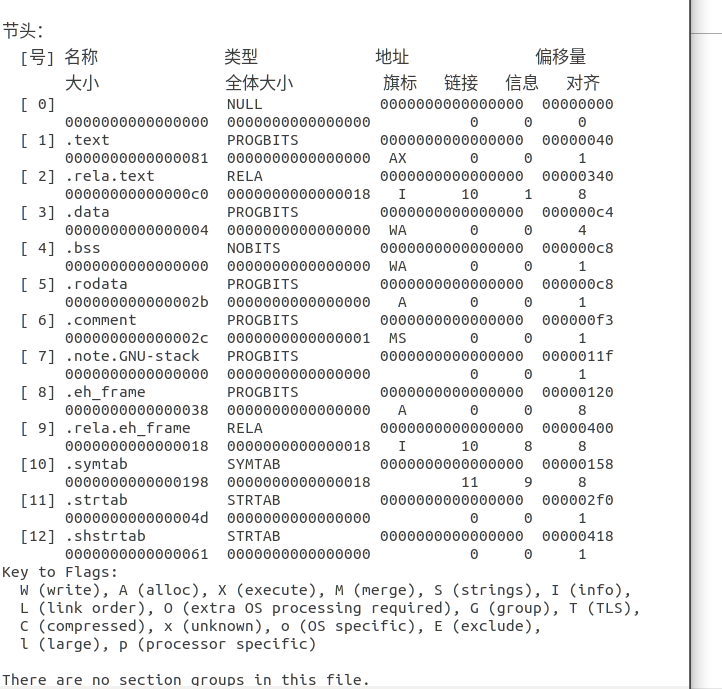 节头：
[号] 名称 类型 地址 偏移量
大小 全体大小 旗标 链接 信息 对齐
[ 0] NULL 0000000000000000 00000000
0000000000000000 0000000000000000 0 0 0
[ 1] .text PROGBITS 0000000000000000 00000040
0000000000000081 0000000000000000 AX 0 0 1
[ 2] .rela.text RELA 0000000000000000 00000340
00000000000000c0 0000000000000018 I 10 1 8
[ 3] .data PROGBITS 0000000000000000 000000c4
0000000000000004 0000000000000000 WA 0 0 4
[ 4] .bss NOBITS 0000000000000000 000000c8
0000000000000000 0000000000000000 WA 0 0 1
[ 5] .rodata PROGBITS 0000000000000000 000000c8
000000000000002b 0000000000000000 A 0 0 1
[ 6] .comment PROGBITS 0000000000000000 000000f3
000000000000002c 0000000000000001 MS 0 0 1
[ 7] .note.GNU-stack PROGBITS 0000000000000000 0000011f
0000000000000000 0000000000000000 0 0 1
[ 8] .eh_frame PROGBITS 0000000000000000 00000120
0000000000000038 0000000000000000 A 0 0 8
[ 9] .rela.eh_frame RELA 0000000000000000 00000400
0000000000000018 0000000000000018 I 10 8 8
[10] .symtab SYMTAB 0000000000000000 00000158
0000000000000198 0000000000000018 11 9 8
[11] .strtab STRTAB 0000000000000000 000002f0
000000000000004d 0000000000000000 0 0 1
[12] .shstrtab STRTAB 0000000000000000 00000418
0000000000000061 0000000000000000 0 0 1
Key to Flags:
W (write), A (alloc), X (execute), M (merge), S (strings), I (info),
L (link order), O (extra OS processing required), G (group), T (TLS),
C (compressed), x (unknown), o (OS specific), E (exclude),
l (large), p (processor specific)
There are no section groups in this file.